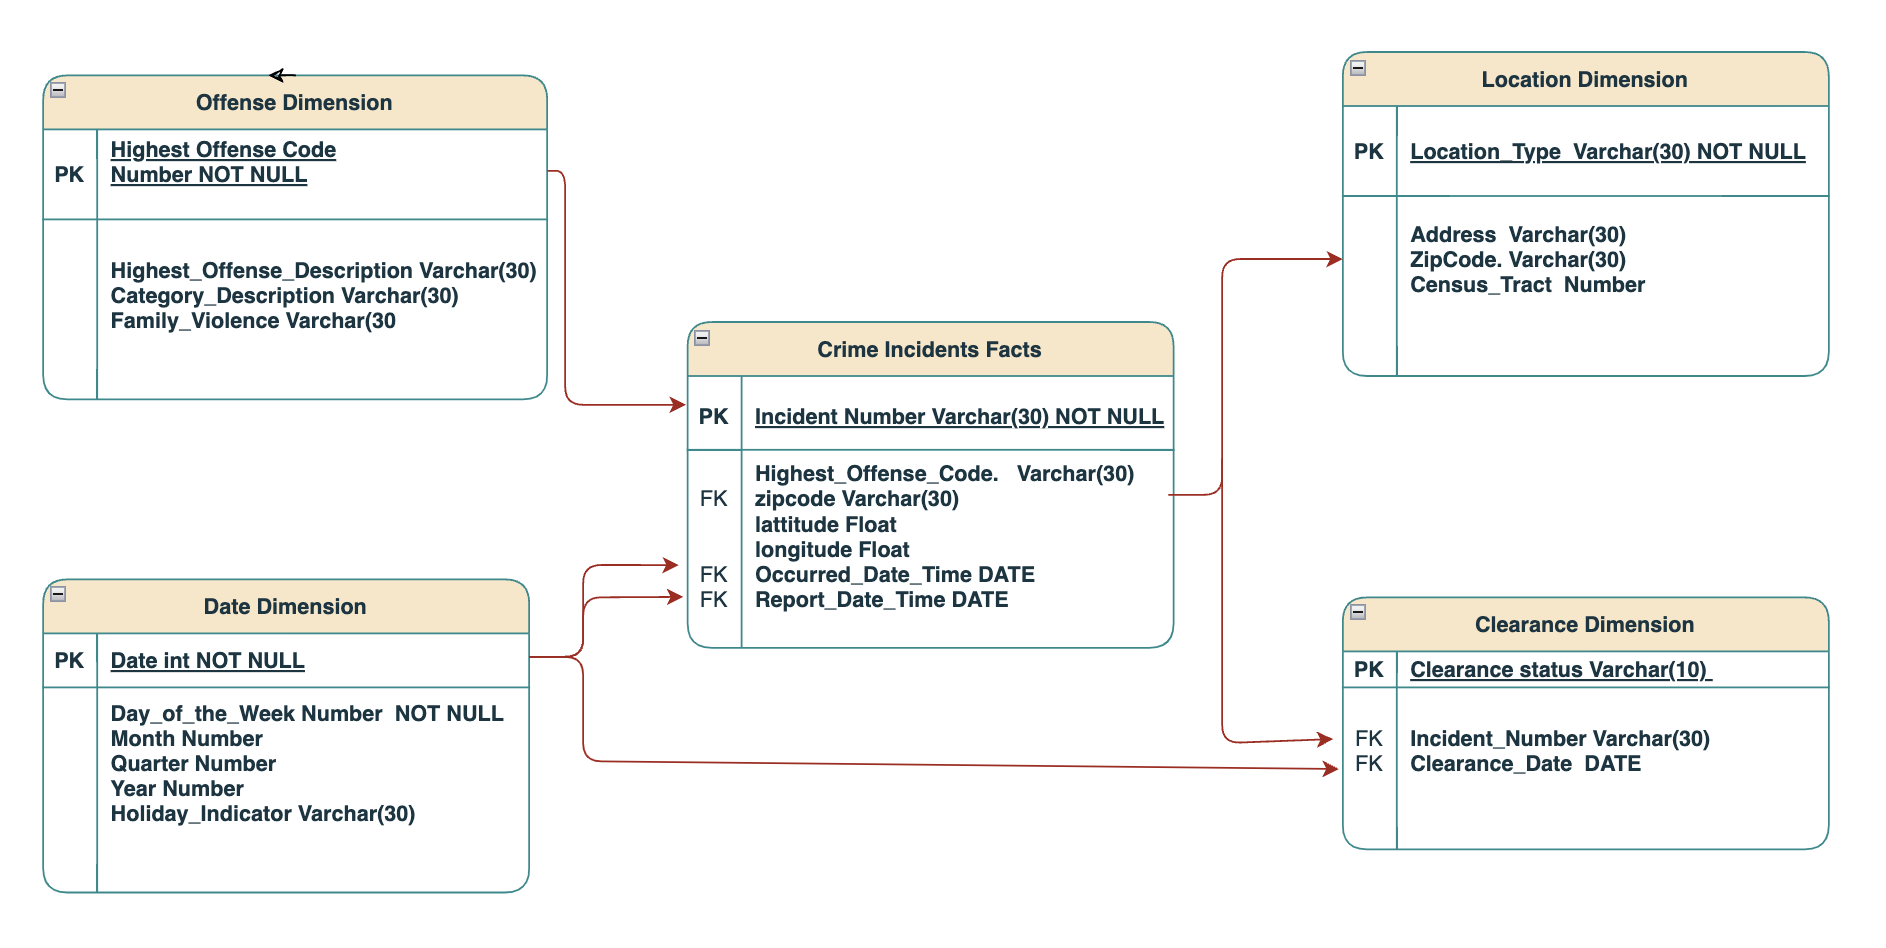 Offense Dimension
PK
Highest Offense Code
Number NOT NULL
Highest_Offense_Description Varchar(30)
Category_Description Varchar(30)
Family_Violence Varchar(30
Date Dimension
PK Date int NOT NULL
Day_of_the_Week Number  NOT NULL
Month Number
Quarter Number
Year Number
Holiday_Indicator Varchar(30)
Crime Incidents Facts
PK Incident Number Varchar(30) NOT NULL
Highest_Offense_Code.   Varchar(30)
FK zipcode Varchar(30)
lattitude Float
longitude Float
FK Occurred_Date_Time DATE
FK Report_Date_Time DATE
Location Dimension
PK Location_Type  Varchar(30) NOT NULL
Address  Varchar(30)
ZipCode. Varchar(30)
Census_Tract  Number
Clearance Dimension
PK Clearance status Varchar(10)
FK Incident_Number Varchar(30)
FK Clearance_Date  DATE